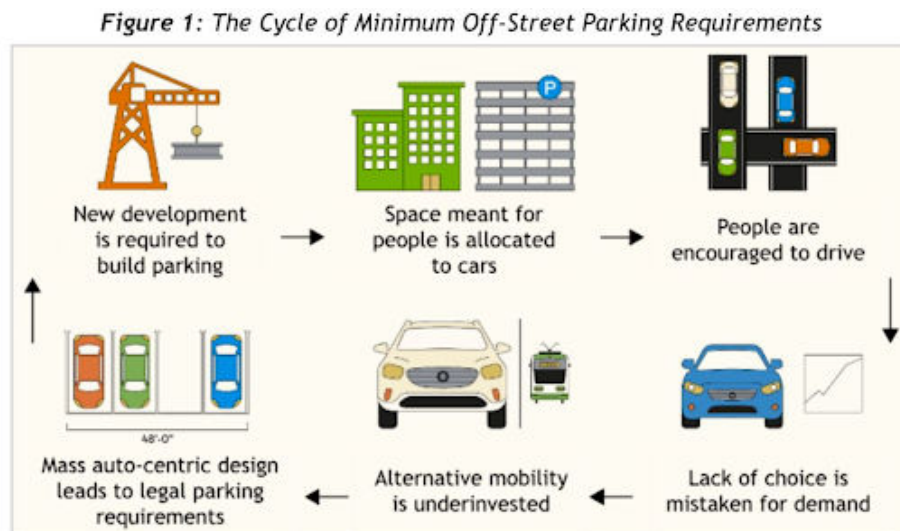 Figure 1: The Cycle of Minimum Off-Street Parking Requirements
P
New development
is required to
build parking
Space meant for
people is allocated
to cars
People are
encouraged to drive
Lack of choice is
mistaken for demand
Alternative mobility
is underinvested
48'-0"
Mass auto-centric design
leads to legal parking
requirements